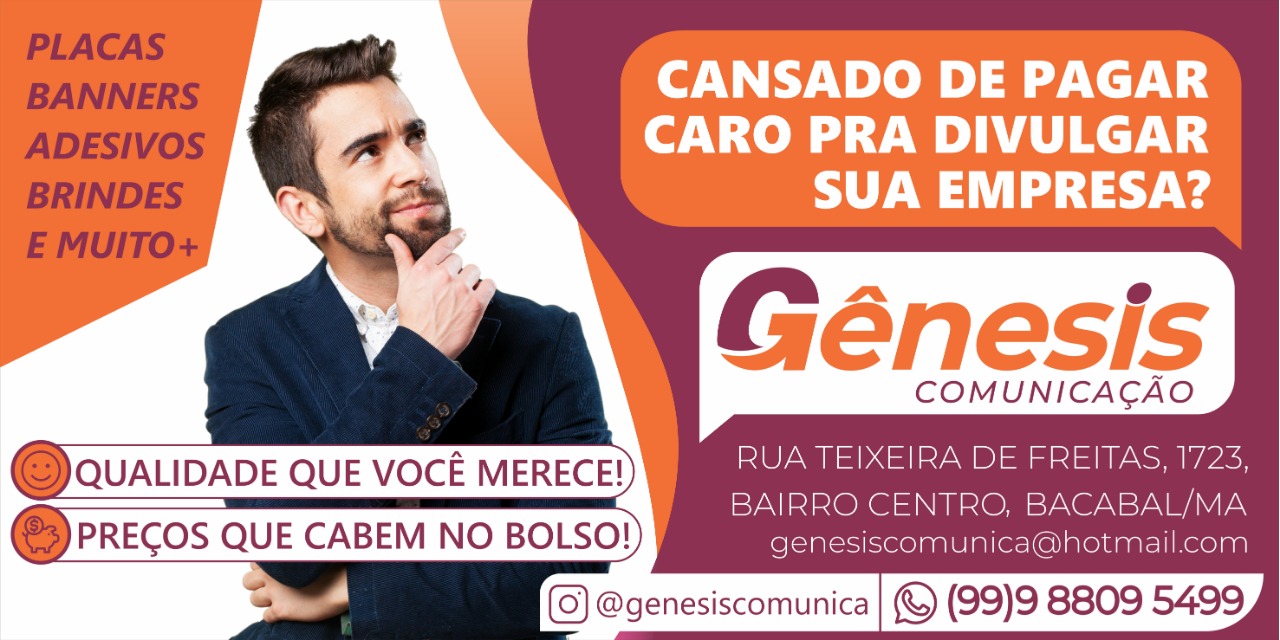 PLACAS
BANNERS
ADESIVOS
BRINDES
E MUITO+
CANSADO DE PAGAR
CARO PRA DIVULGAR
SUA EMPRESA?
Gênesis
COMUNICAÇÃO
QUALIDADE QUE VOCÊ MERECE!
PREÇOS QUE CABEM NO BOLSO!
RUA TEIXEIRA DE FREITAS, 1723,
BAIRRO CENTRO, BACABAL/MA
genesiscomunica@hotmail.com
@genesiscomunica
(99)9 8809 5499